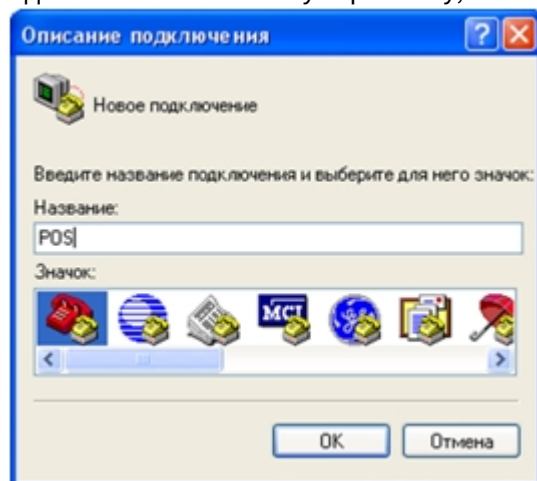 Описание подключения
Новое подключение
Введите название подключения и выберите для него значок:
Название:
POS
Значок:
MCI
OK
Отмена